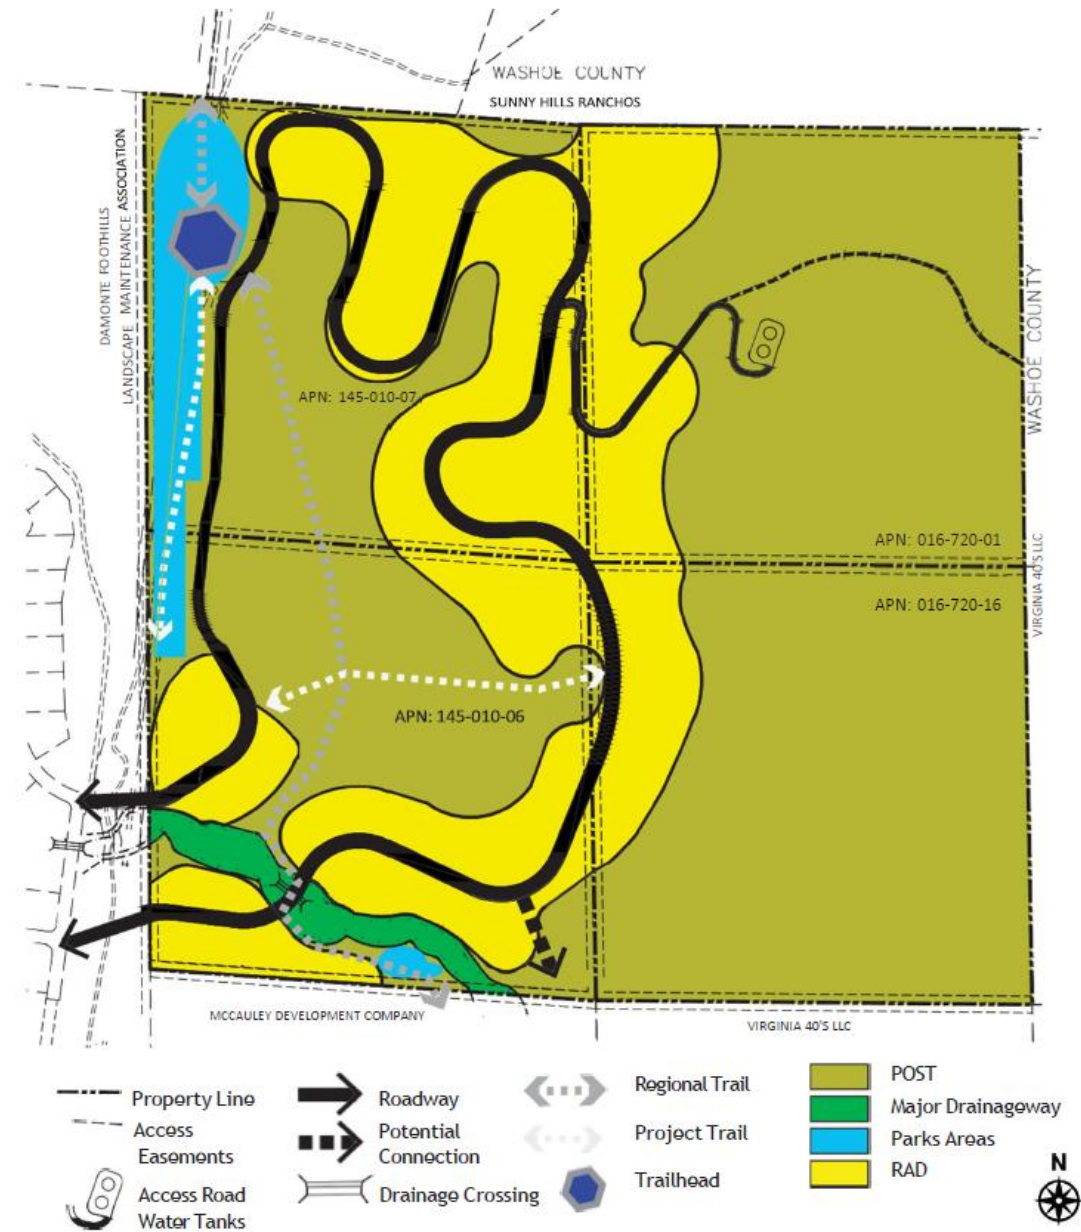 WASHOE COUNTY
SUNNY HILLS RANCHOS
DAMONTE FOOTHILLS
LANDSCAPE MAINTENANCE ASSOCIATION
WASHOE COUNTY
APN: 145-010-07
APN: 016-720-01
APN: 016-720-16
VIRGINIA 40'S LLC
APN: 145-010-06
MCCAULEY DEVELOPMENT COMPANY
VIRGINIA 40'S LLC
Property Line
Access
Easements
Access Road
Water Tanks
Roadway
Potential
Connection
Drainage Crossing
Regional Trail
Project Trail
Trailhead
POST
Major Drainageway
Parks Areas
RAD
N